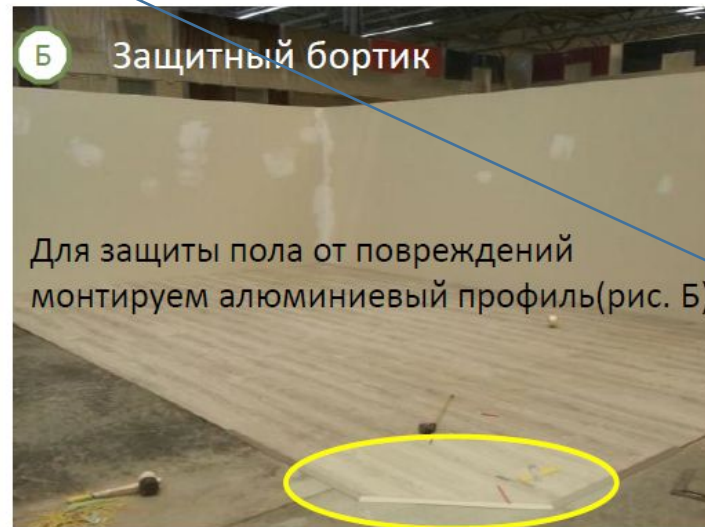 Б Защитный бортик
Для защиты пола от повреждений
монтируем алюминиевый профиль(рис. Б)